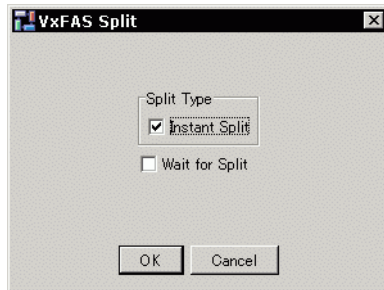 VxFAS Split
Split Type
Instant Split
Wait for Split
OK
Cancel